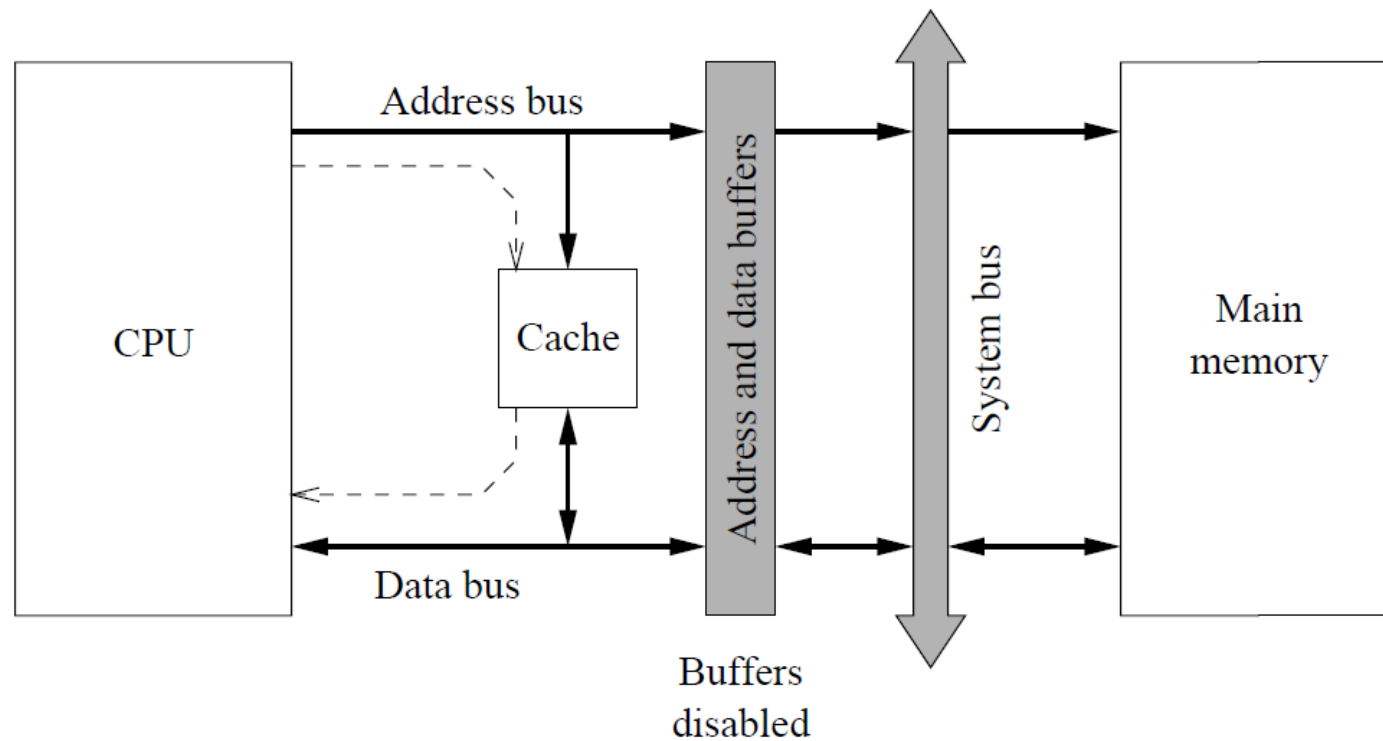 Address bus
CPU
Cache
Address and data buffers
System bus
Main
memory
Data bus
Buffers
disabled